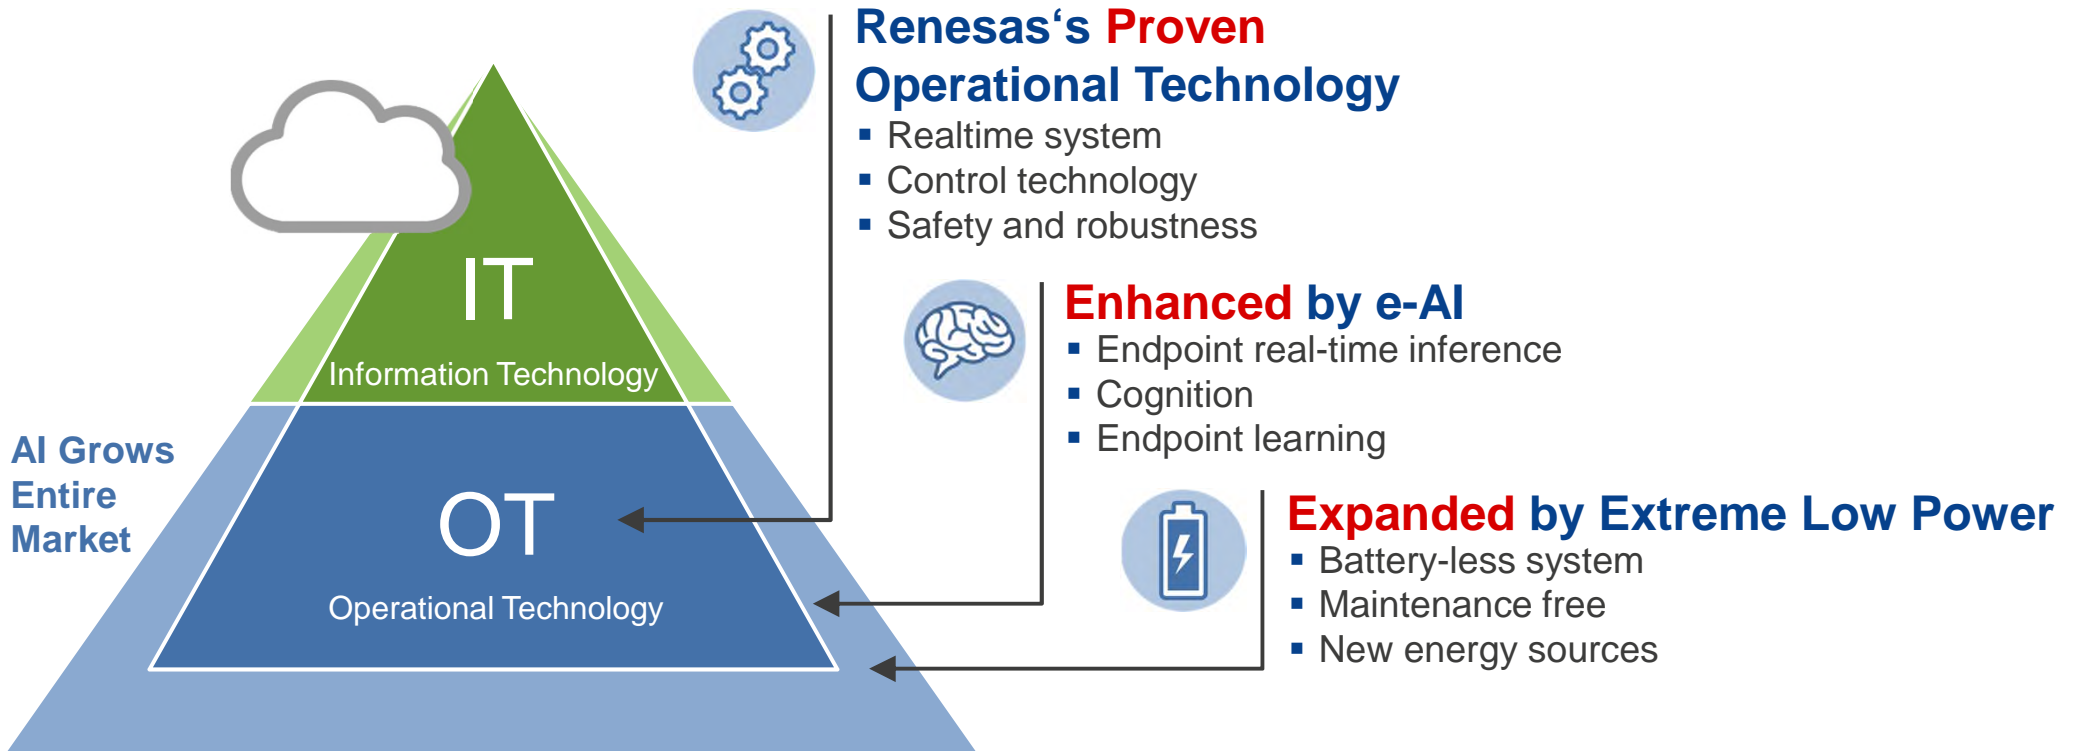 Renesas‘s Proven
Operational Technology
▪ Realtime system
▪ Control technology
▪ Safety and robustness
IT
Information Technology
Enhanced by e-AI
▪ Endpoint real-time inference
▪ Cognition
▪ Endpoint learning
AI Grows
Entire
Market
OT
Operational Technology
Expanded by Extreme Low Power
▪ Battery-less system
▪ Maintenance free
▪ New energy sources